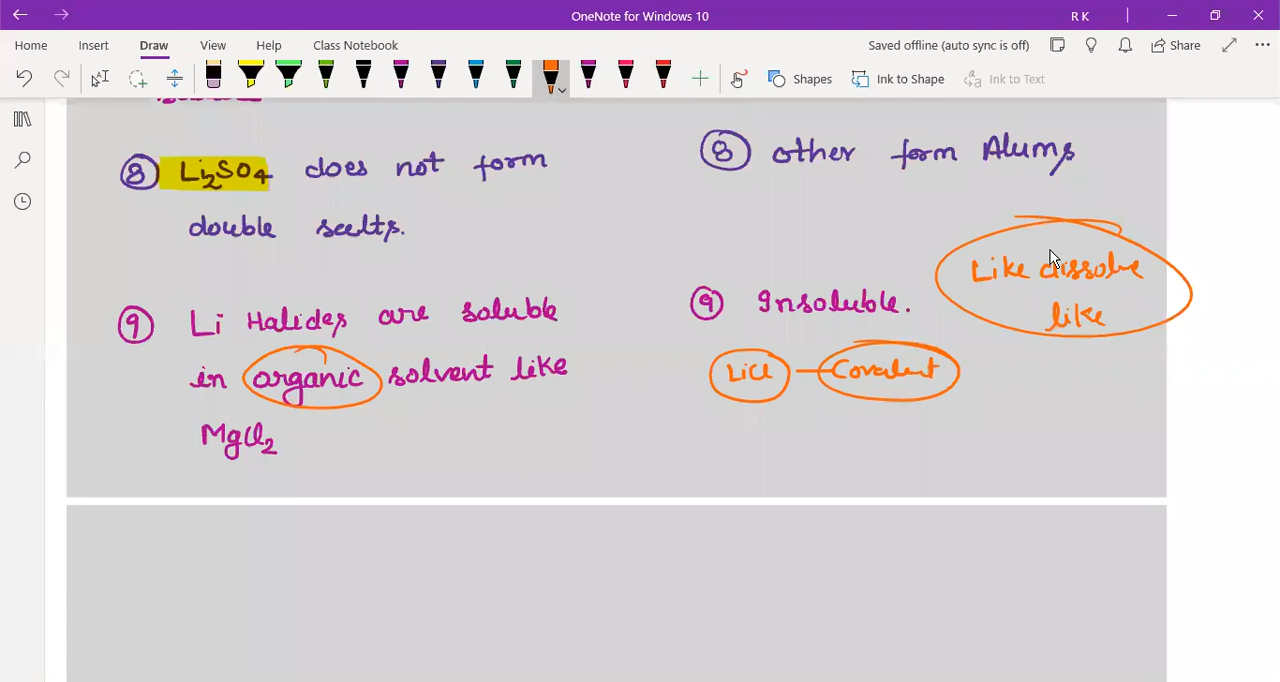 OneNote for Windows 10
R K
Home Insert Draw View Help Class Notebook
Saved offline (auto sync is off) Share
Shapes Ink to Shape Ink to Text
⑧ Li2SO4 does not form
double salts.
⑧ other form Alums
⑨ Li Halides are soluble
in organic solvent like
MgCl2
⑨ Insoluble.
Like dissolve
like
LiCl — Covalent